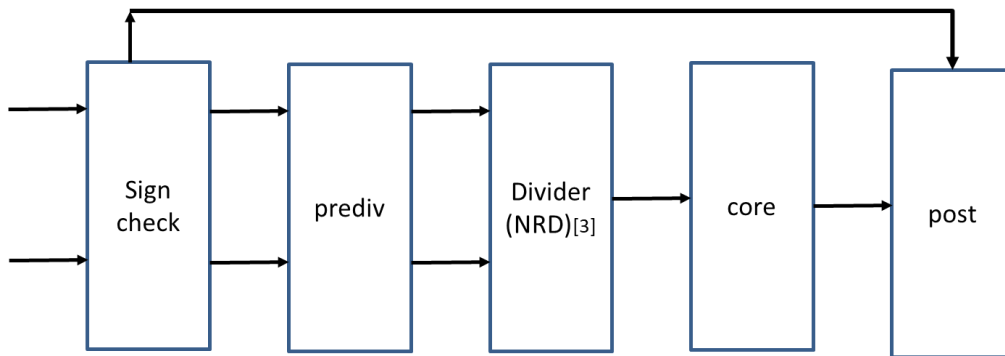 Sign
check
prediv
Divider
(NRD)[3]
core
post